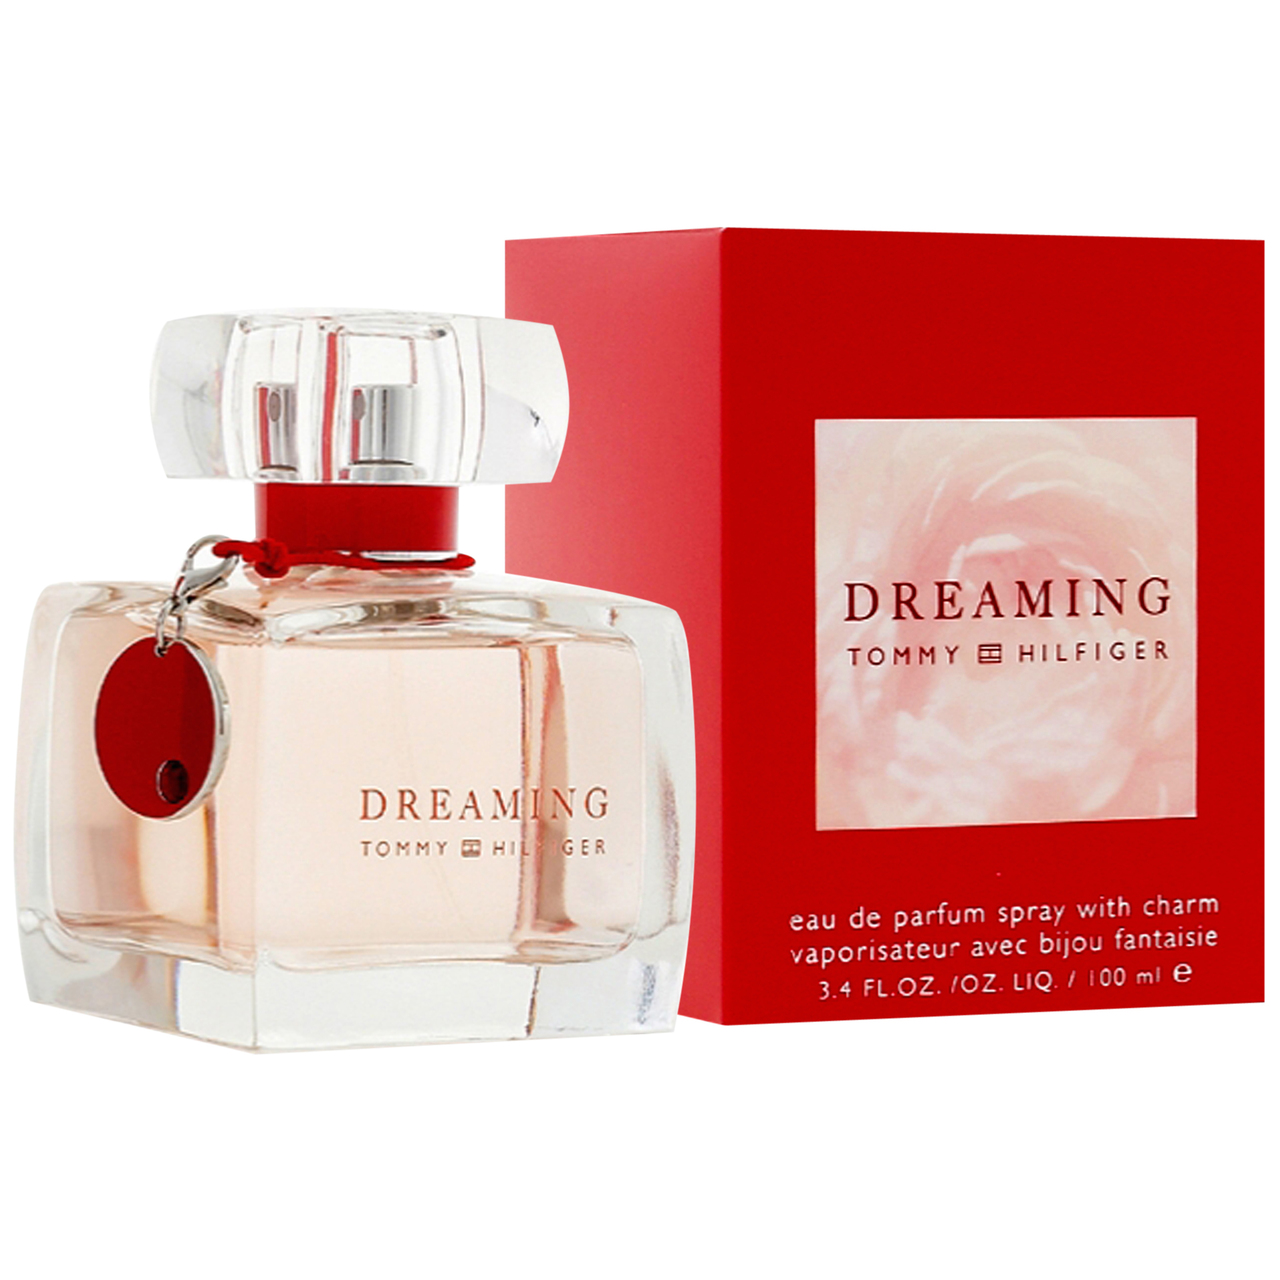 DREAMING
TOMMY HILFIGER
DREAMING
TOMMY HILFIGER
eau de parfum spray with charm
vaporisateur avec bijou fantaisie
3.4 FL.OZ. /OZ. LIQ. / 100 ml e